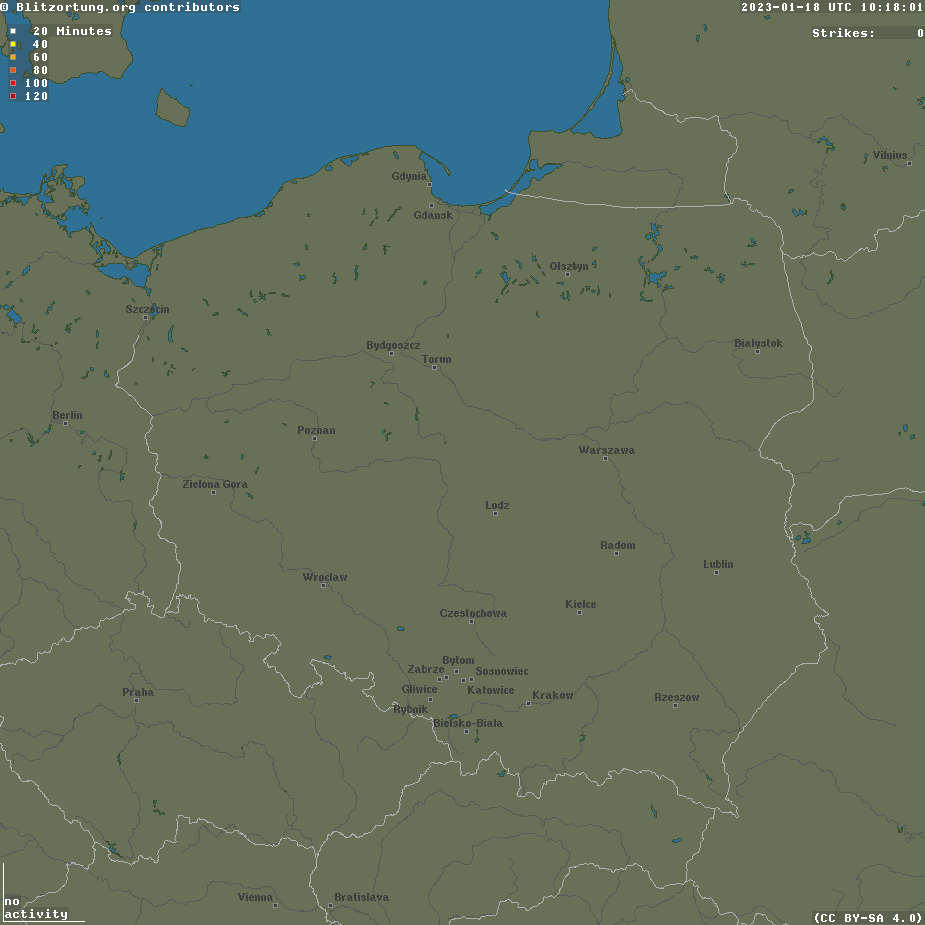 © Blitzortung.org contributors
2023-01-18 UTC 10:18:01
20 Minutes
40
60
80
100
120
Strikes: 0
Vilnius
Gdynia
Gdansk
Olsztyn
Szczecin
Bydgoszcz
Torun
Bialystok
Berlin
Poznan
Warszawa
Zielona Gora
Lodz
Radom
Lublin
Wroclaw
Kielce
Czestochowa
Bytom
Zabrze
Sosnowiec
Gliwice
Katowice
Krakow
Rzeszow
Praha
Rybnik
Bielsko-Biala
Vienna
Bratislava
no
activity
(CC BY-SA 4.0)